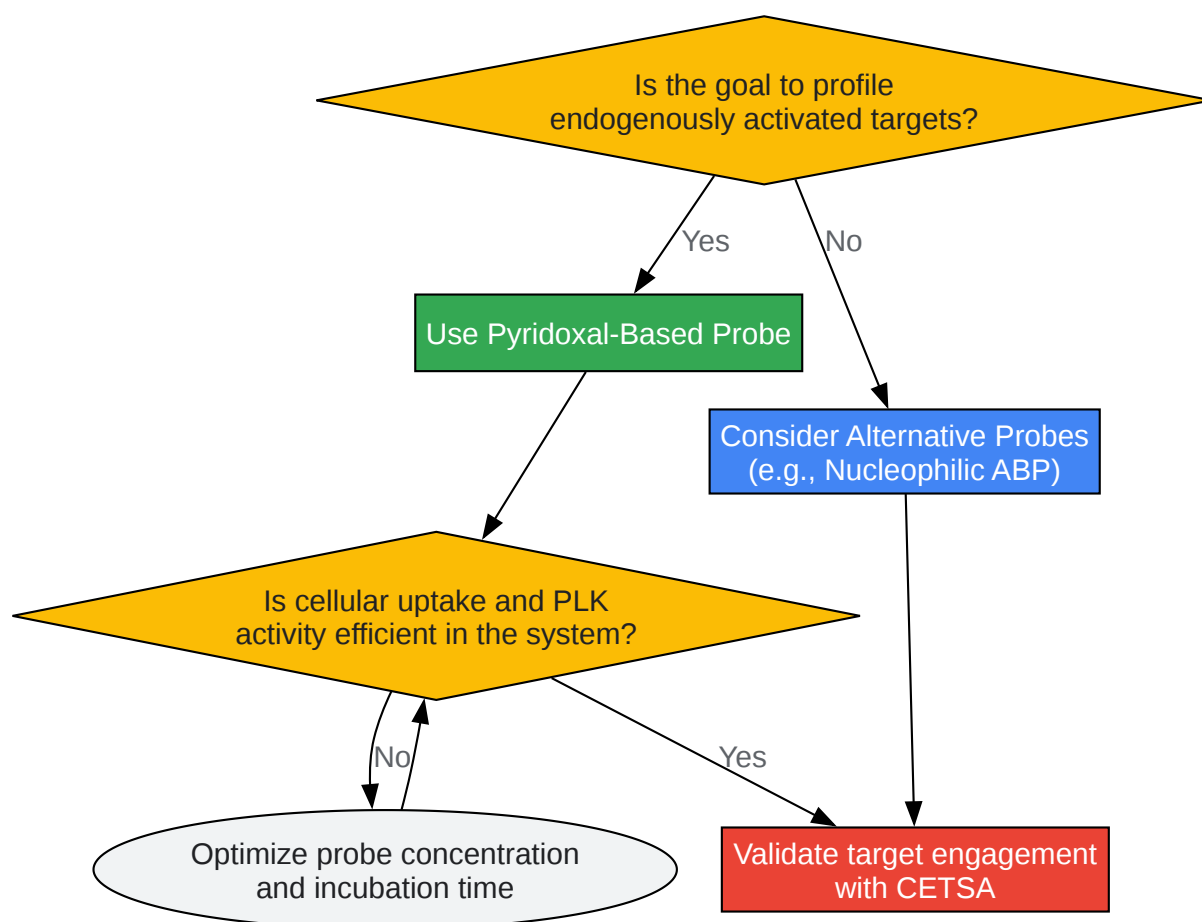 Is the goal to profile
endogenously activated targets?
Yes
No
Use Pyridoxal-Based Probe
Consider Alternative Probes
(e.g., Nucleophilic ABP)
Is cellular uptake and PLK
activity efficient in the system?
No
Yes
Optimize probe concentration
and incubation time
Validate target engagement
with CETSA